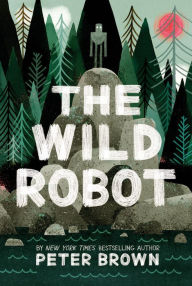 THE
WILD
ROBOT
BY NEW YORK TIMES BESTSELLING AUTHOR
PETER BROWN